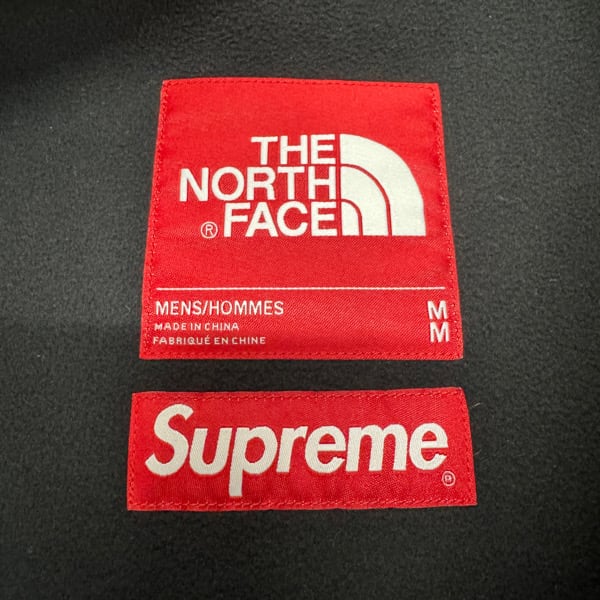 THE
NORTH
® FACE
MENS/HOMMES M
MADE IN CHINA
FABRIQUÉ EN CHINE M
Supreme®